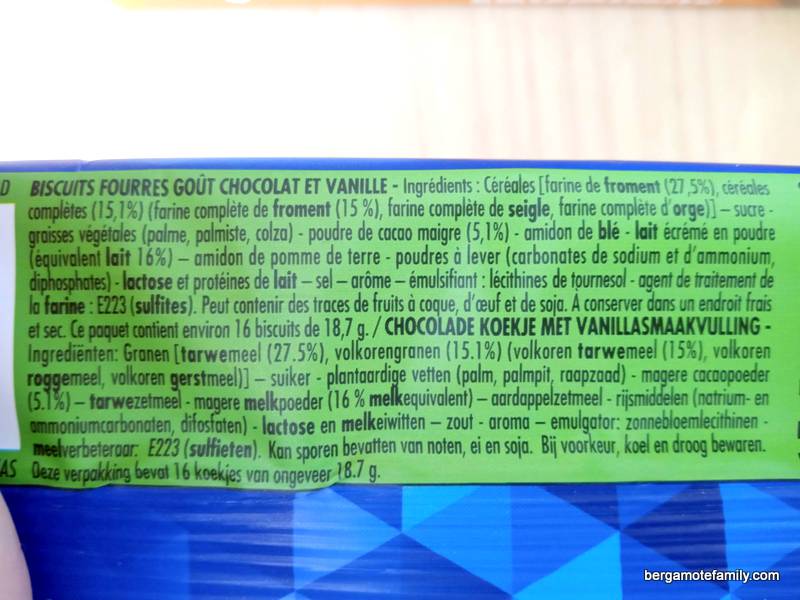 D BISCUITS FOURRES GOÛT CHOCOLAT ET VANILLE - Ingrédients : Céréales [farine de froment (27,5%), céréales
complètes (15,1%) (farine complète de froment (15 %), farine complète de seigle, farine complète d'orge)] – sucre -
graisses végétales (palme, palmiste, colza) - poudre de cacao maigre (5,1%) - amidon de blé - lait écrémé en poudre
(équivalent lait 16%) – amidon de pomme de terre - poudres à lever (carbonates de sodium et d'ammonium,
diphosphates) - lactose et protéines de lait – sel – arôme – émulsifiant : lécithines de tournesol - agent de traitement de
la farine : E223 (sulfites). Peut contenir des traces de fruits à coque, d'œuf et de soja. À conserver dans un endroit frais
et sec. Ce paquet contient environ 16 biscuits de 18,7 g. / CHOCOLADE KOEKJE MET VANILLASMAAKVULLING -
Ingrediënten: Granen [tarwemeel (27.5%), volkorengranen (15.1%) (volkoren tarwemeel (15%), volkoren
roggemeel, volkoren gerstmeel)] – suiker - plantaardige vetten (palm, palmpit, raapzaad) - magere cacaopoeder
(5.1%) – tarwezetmeel - magere melkpoeder (16 % melkequivalent) – aardappelzetmeel - rijsmiddelen (natrium- en
ammoniumcarbonaten, difosfaten) - lactose en melkeiwitten – zout - aroma – emulgator: zonnebloemlecithinen -
meelverbeteraar: E223 (sulfieten). Kan sporen bevatten van noten, ei en soja. Bij voorkeur, koel en droog bewaren.
AS Deze verpakking bevat 16 koekjes van ongeveer 18.7 g.
bergamotefamily.com